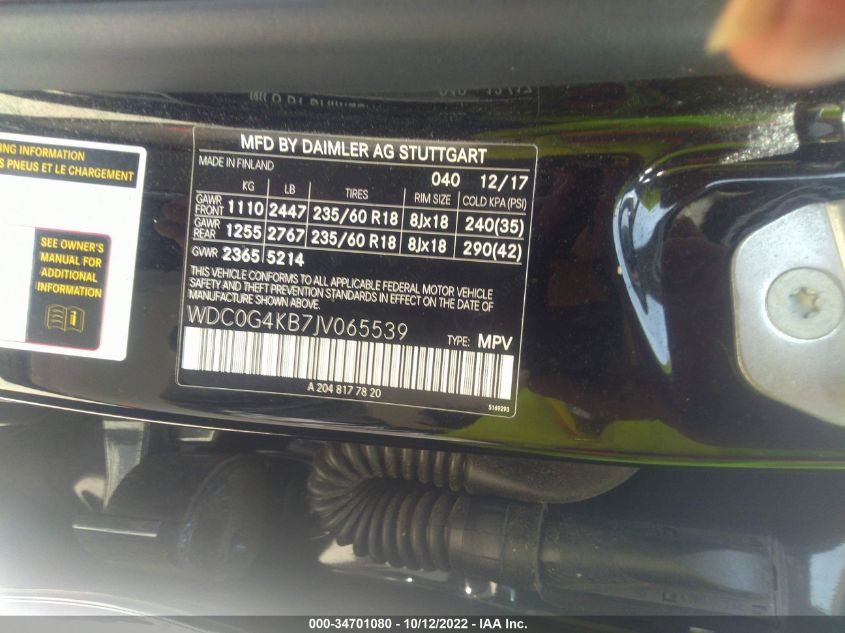 MFD BY DAIMLER AG STUTTGART
MADE IN FINLAND
040 12/17
KG LB TIRES RIM SIZE COLD KPA (PSI)
GAWR FRONT 1110 2447 235/60 R18 8Jx18 240(35)
GAWR REAR 1255 2767 235/60 R18 8Jx18 290(42)
GVWR 2365 5214
THIS VEHICLE CONFORMS TO ALL APPLICABLE FEDERAL MOTOR VEHICLE
SAFETY AND THEFT PREVENTION STANDARDS IN EFFECT ON THE DATE OF
MANUFACTURE SHOWN ABOVE.
WDC0G4KB7JV065539
TYPE: MPV
A 204 817 78 20
5169293
ING INFORMATION
S PNEUS ET LE CHARGEMENT
SEE OWNER'S
MANUAL FOR
ADDITIONAL
INFORMATION
000-34701080 - 10/12/2022 - IAA Inc.